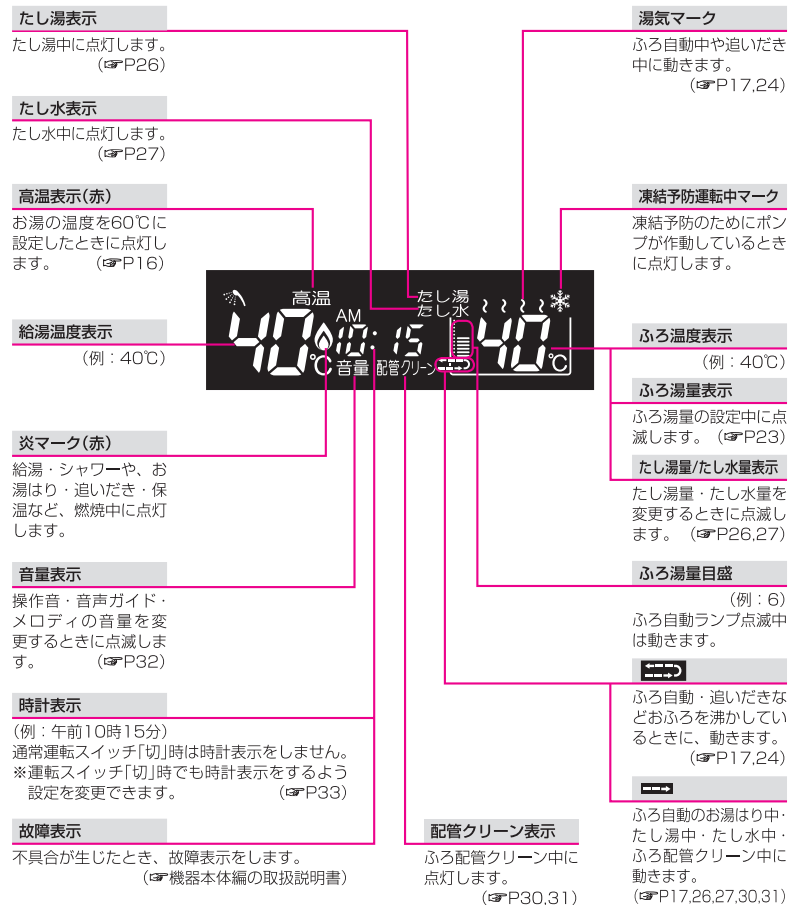 たし湯表示
たし湯中に点灯します。
(☞P26)
たし水表示
たし水中に点灯します。
(☞P27)
高温表示(赤)
お湯の温度を60℃に
設定したときに点灯し
ます。 (☞P16)
給湯温度表示
(例：40℃)
炎マーク(赤)
給湯・シャワーや、お
湯はり・追いだき・保
温など、燃焼中に点灯
します。
音量表示
操作音・音声ガイド・
メロディの音量を変
更するときに点滅しま
す。 (☞P32)
時計表示
(例：午前10時15分)
通常運転スイッチ「切」時は時計表示をしません。
※運転スイッチ「切」時でも時計表示をするよう
設定を変更できます。 (☞P33)
故障表示
不具合が生じたとき、故障表示をします。
(☞機器本体編の取扱説明書)
高温
たし湯
たし水
AM
40℃
10:15
40℃
音量 配管クリーン
配管クリーン表示
ふろ配管クリーン中に
点灯します。
(☞P30,31)
湯気マーク
ふろ自動中や追いだき
中に動きます。
(☞P17,24)
凍結予防運転中マーク
凍結予防のためにポン
プが作動しているとき
に点灯します。
ふろ温度表示
(例：40℃)
ふろ湯量表示
ふろ湯量の設定中に点
滅します。 (☞P23)
たし湯量/たし水量表示
たし湯量・たし水量を
変更するときに点滅し
ます。 (☞P26,27)
ふろ湯量目盛
(例：6)
ふろ自動ランプ点滅中
は動きます。
ふろ自動・追いだきな
どおふろを沸かしてい
るときに、動きます。
(☞P17,24)
ふろ自動のお湯はり中・
たし湯中・たし水中・
ふろ配管クリーン中に
動きます。
(☞P17,26,27,30,31)